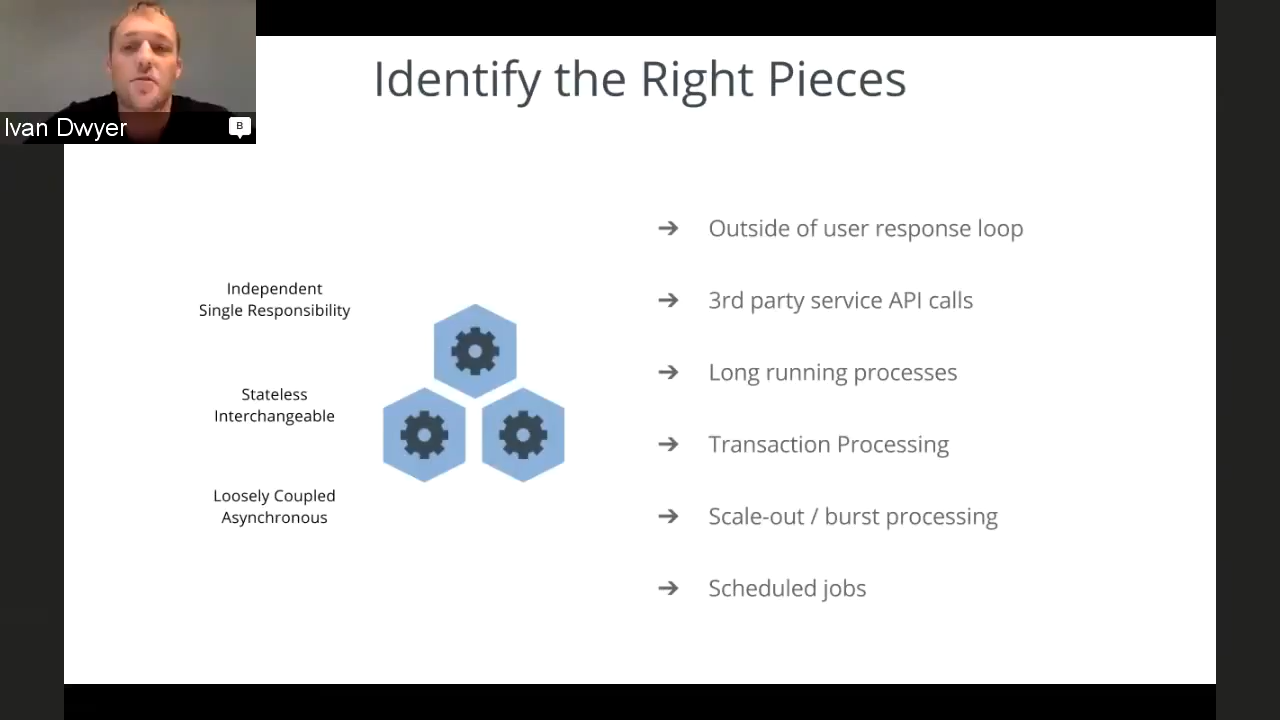 Identify the Right Pieces
Ivan Dwyer
B
Independent
Single Responsibility
Stateless
Interchangeable
Loosely Coupled
Asynchronous
➔ Outside of user response loop
➔ 3rd party service API calls
➔ Long running processes
➔ Transaction Processing
➔ Scale-out / burst processing
➔ Scheduled jobs